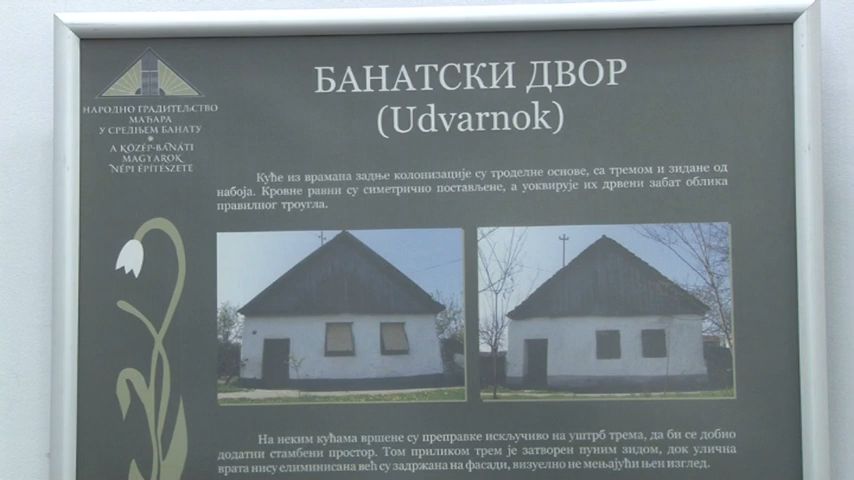 НАРОДНО ГРАДИТЕЉСТВО
МАЂАРА
У СРЕДЊЕМ БАНАТУ
*
A KÖZÉP-BÁNÁTI
MAGYAROK
NÉPI ÉPÍTÉSZETE
БАНАТСКИ ДВОР
(Udvarnok)
Куће из врамана задње колонизације су троделне основе, са тремом и зидане од
набоја. Кровне равни су симетрично постављене, а уоквирује их дрвени забат облика
правилног троугла.
На неким кућама вршене су преправке искључиво на уштрб трема, да би се добио
додатни стамбени простор. Том приликом трем је затворен пуним зидом, док улична
врата нису елиминисана већ су задржана на фасади, визуелно не мењајући њен изглед.